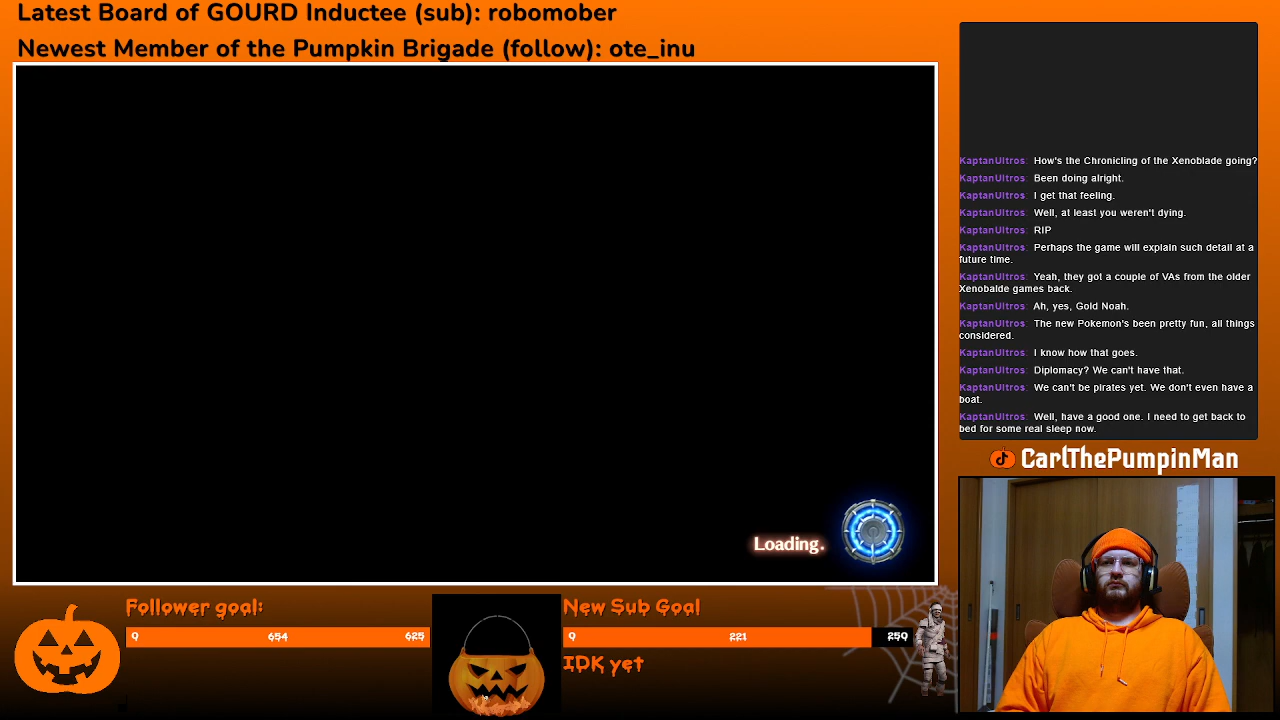 Latest Board of GOURD Inductee (sub): robomober
Newest Member of the Pumpkin Brigade (follow): ote_inu
KaptanUltros: How's the Chronicling of the Xenoblade going?
KaptanUltros: Been doing alright.
KaptanUltros: I get that feeling.
KaptanUltros: Well, at least you weren't dying.
KaptanUltros: RIP
KaptanUltros: Perhaps the game will explain such detail at a
future time.
KaptanUltros: Yeah, they got a couple of VAs from the older
Xenobalde games back.
KaptanUltros: Ah, yes, Gold Noah.
KaptanUltros: The new Pokemon's been pretty fun, all things
considered.
KaptanUltros: I know how that goes.
KaptanUltros: Diplomacy? We can't have that.
KaptanUltros: We can't be pirates yet. We don't even have a
boat.
KaptanUltros: Well, have a good one. I need to get back to
bed for some real sleep now.
CarlThePumpinMan
Loading.
Follower goal:
0 654 625
New Sub Goal
0 221 250
IDK yet